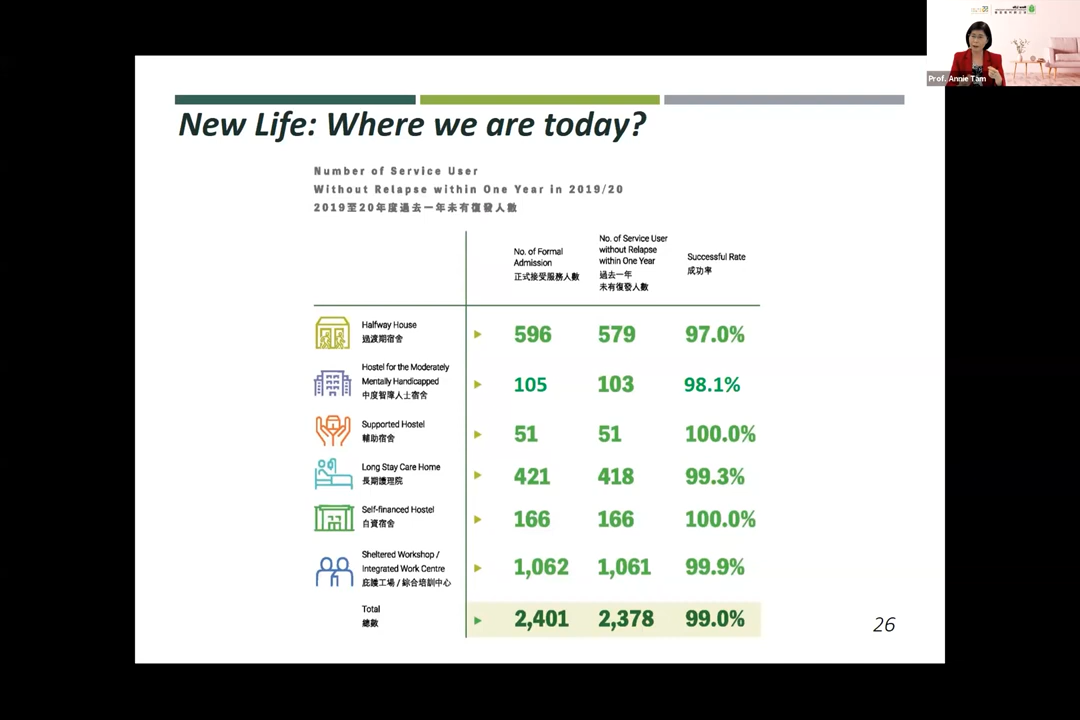 Prof. Annie Tam
New Life: Where we are today?
Number of Service User
Without Relapse within One Year in 2019/20
2019至20年度過去一年未有復發人數
No. of Formal
Admission
正式接受服務人數
No. of Service User
without Relapse
within One Year
過去一年
未有復發人數
Successful Rate
成功率
Halfway House
過渡期宿舍
596 579 97.0%
Hostel for the Moderately
Mentally Handicapped
中度智障人士宿舍
105 103 98.1%
Supported Hostel
輔助宿舍
51 51 100.0%
Long Stay Care Home
長期護理院
421 418 99.3%
Self-financed Hostel
自資宿舍
166 166 100.0%
Sheltered Workshop /
Integrated Work Centre
庇護工場 / 綜合培訓中心
1,062 1,061 99.9%
Total
總數
2,401 2,378 99.0%
26